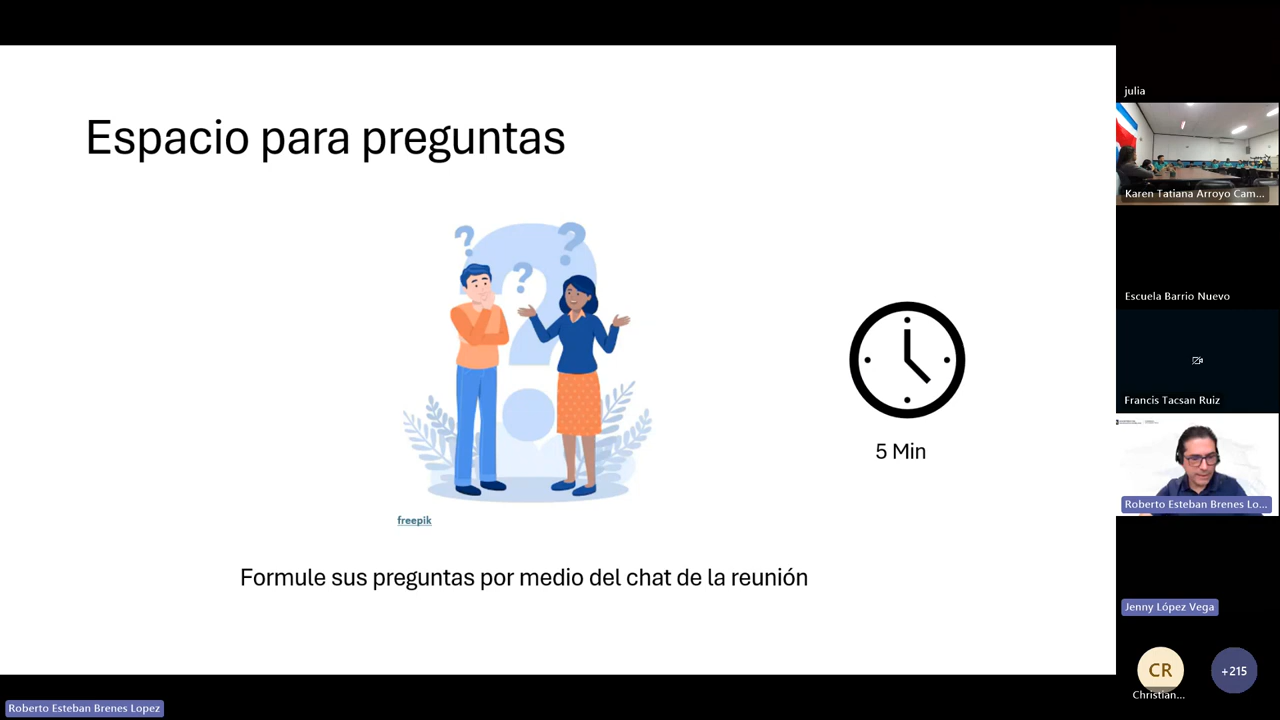 Espacio para preguntas
5 Min
freepik
Formule sus preguntas por medio del chat de la reunión
Roberto Esteban Brenes Lopez
julia
Karen Tatiana Arroyo Cam...
Escuela Barrio Nuevo
Francis Tacsan Ruiz
Roberto Esteban Brenes Lo...
Jenny López Vega
CR
Christian...
+215